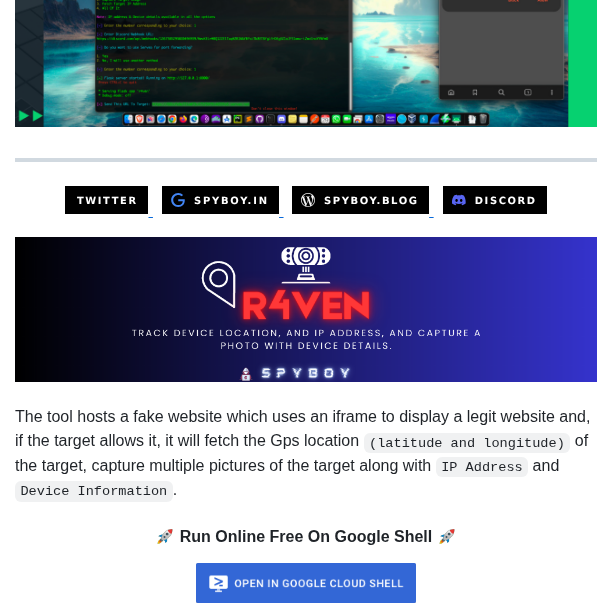 TWITTER SPYBOY.IN SPYBOY.BLOG DISCORD
R4VEN
TRACK DEVICE LOCATION, AND IP ADDRESS, AND CAPTURE A
PHOTO WITH DEVICE DETAILS.
SPYBOY
The tool hosts a fake website which uses an iframe to display a legit website and,
if the target allows it, it will fetch the Gps location (latitude and longitude) of
the target, capture multiple pictures of the target along with IP Address and
Device Information.
🚀 Run Online Free On Google Shell 🚀
OPEN IN GOOGLE CLOUD SHELL